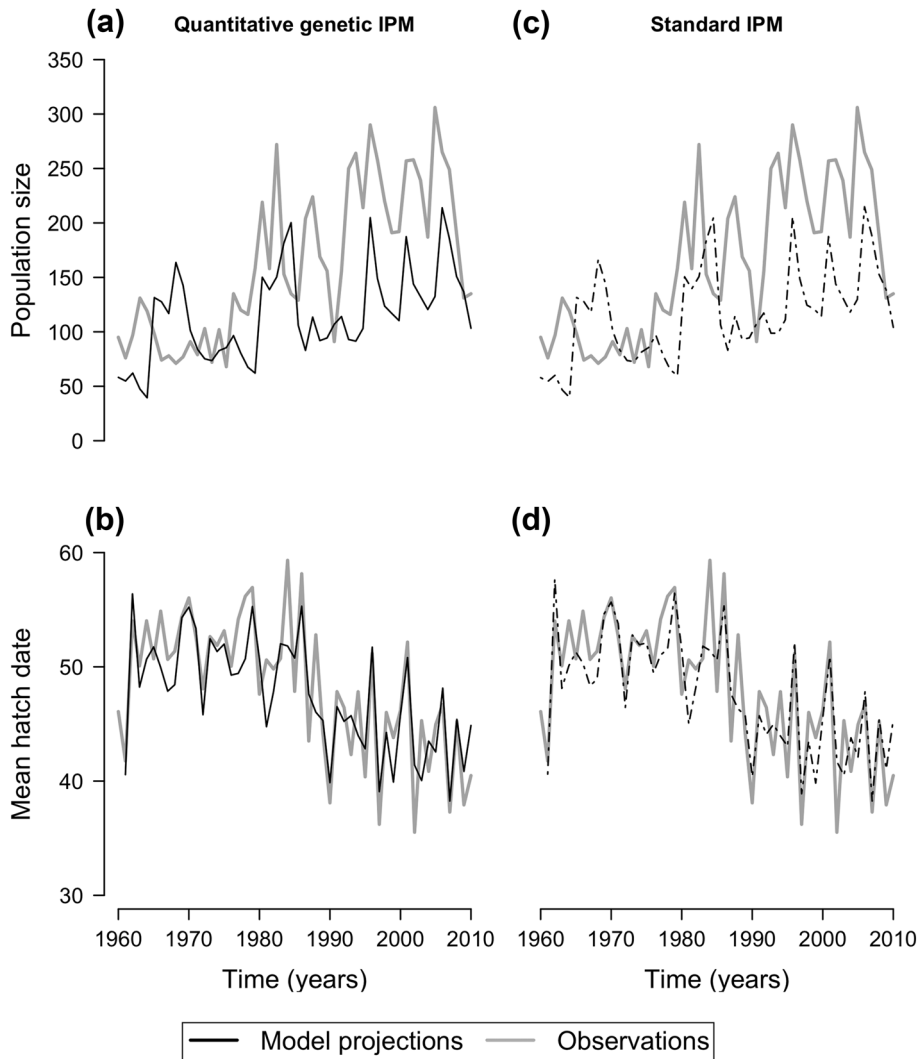 (a) Quantitative genetic IPM
(c) Standard IPM
Population size
350
300
250
200
150
100
50
0
(b)
(d)
Mean hatch date
60
50
40
30
1960 1970 1980 1990 2000 2010
1960 1970 1980 1990 2000 2010
Time (years)
Time (years)
Model projections Observations